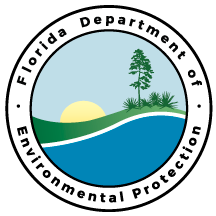 Florida Department of
Environmental Protection